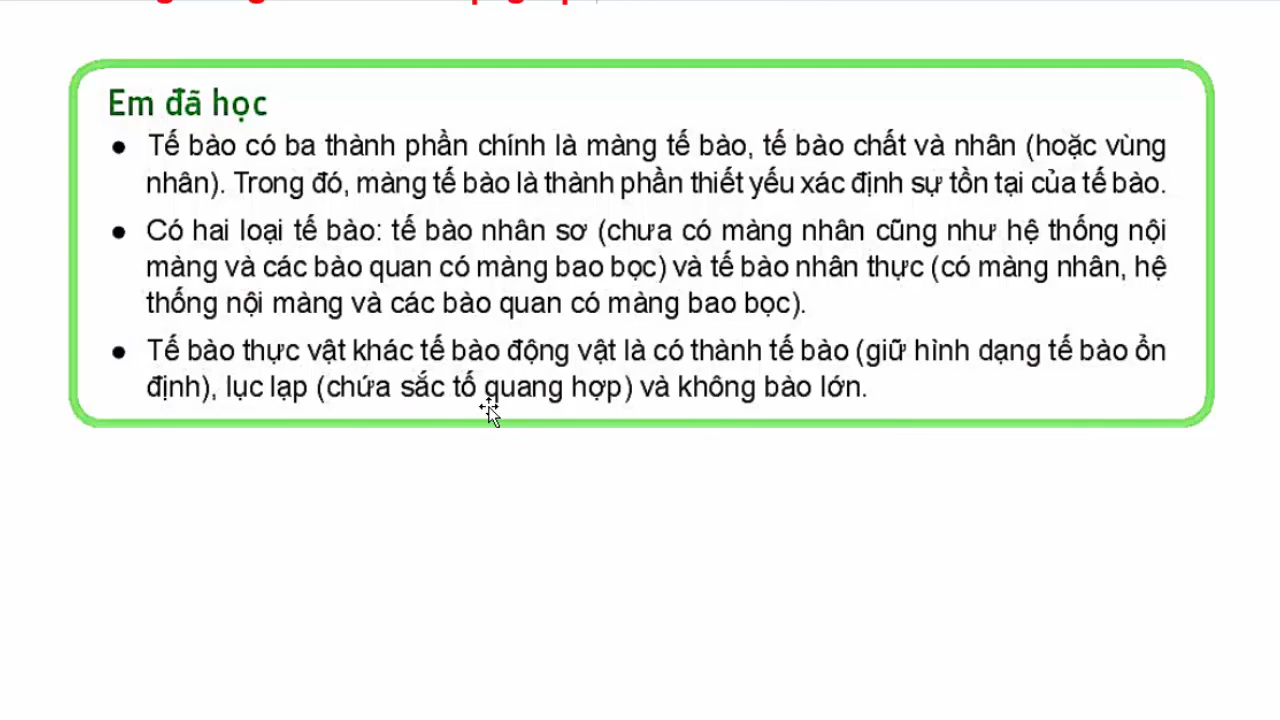 Em đã học
● Tế bào có ba thành phần chính là màng tế bào, tế bào chất và nhân (hoặc vùng
nhân). Trong đó, màng tế bào là thành phần thiết yếu xác định sự tồn tại của tế bào.
● Có hai loại tế bào: tế bào nhân sơ (chưa có màng nhân cũng như hệ thống nội
màng và các bào quan có màng bao bọc) và tế bào nhân thực (có màng nhân, hệ
thống nội màng và các bào quan có màng bao bọc).
● Tế bào thực vật khác tế bào động vật là có thành tế bào (giữ hình dạng tế bào ổn
định), lục lạp (chứa sắc tố quang hợp) và không bào lớn.